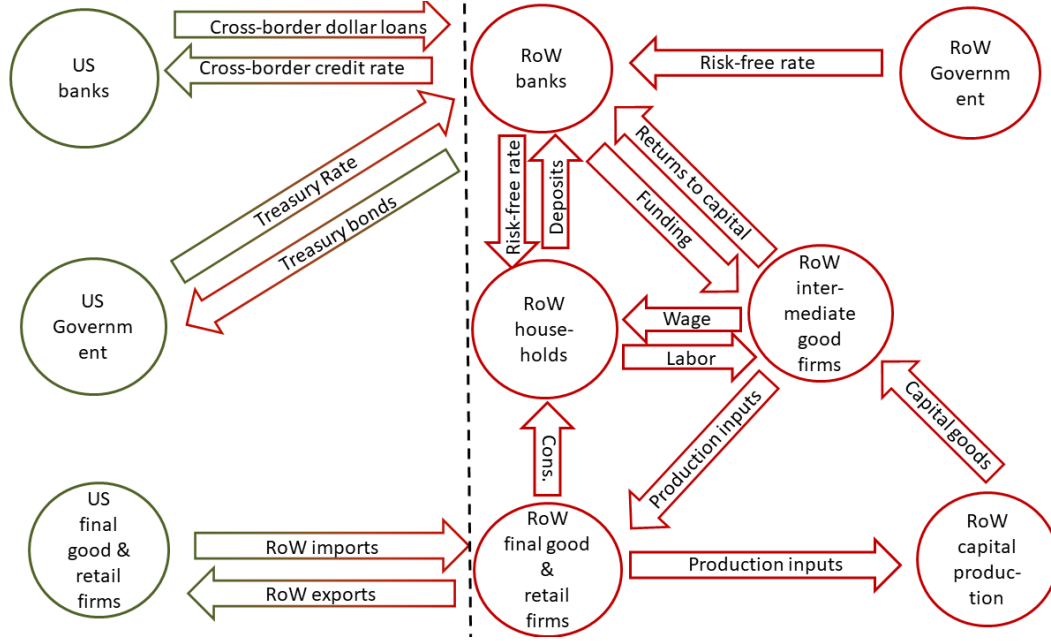 Cross-border dollar loans
US
banks
Cross-border credit rate
RoW
banks
Risk-free rate
RoW
Governm
ent
Treasury Rate
Treasury bonds
Risk-free rate
Deposits
Returns to capital
Funding
US
Governm
ent
RoW
house-
holds
Wage
Labor
RoW
inter-
mediate
good
firms
Cons.
Production inputs
Capital goods
US
final
good &
retail
firms
RoW imports
RoW exports
RoW
final good
&
retail
firms
Production inputs
RoW
capital
produc-
tion